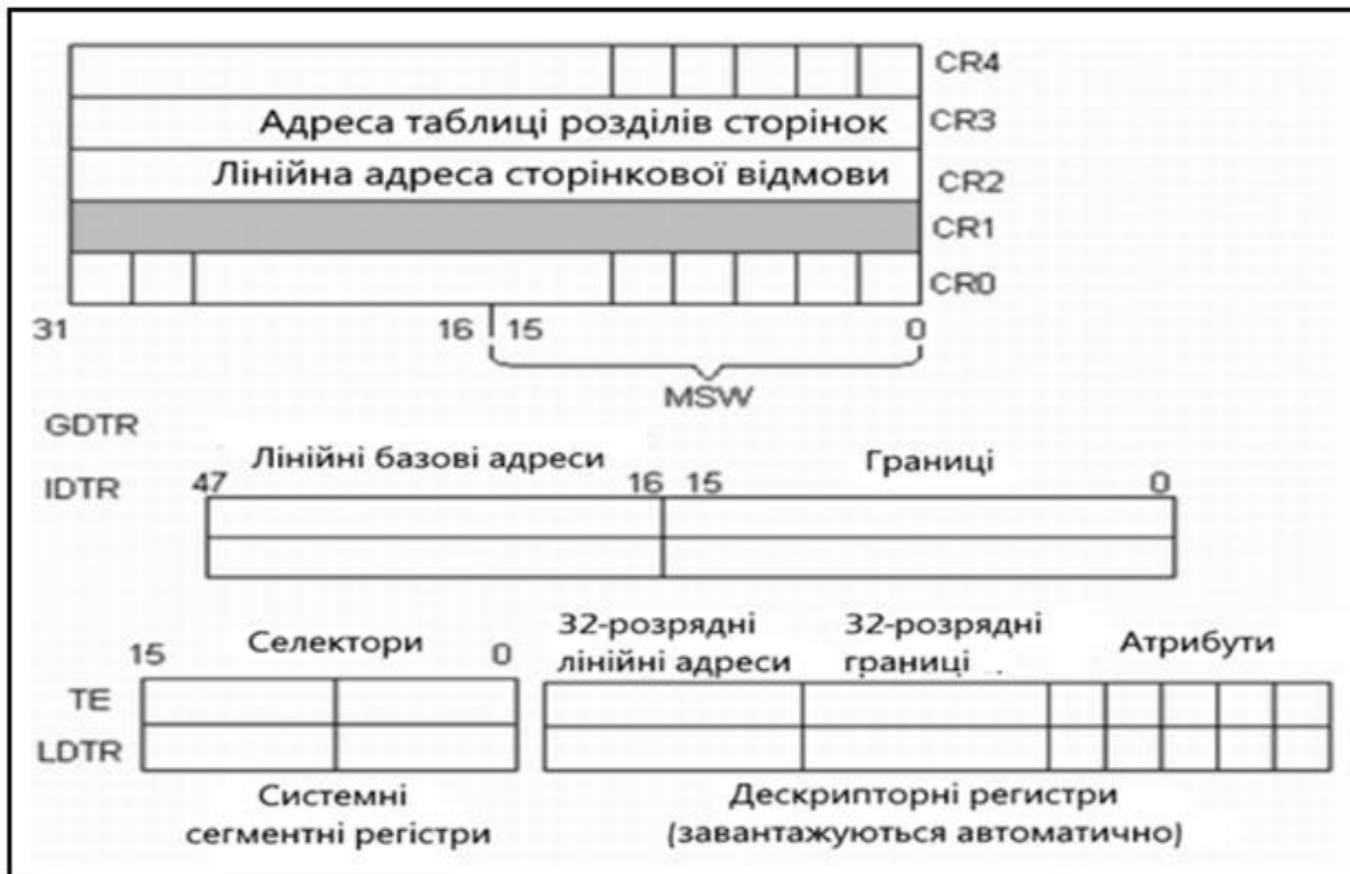 CR4
Адреса таблиці розділів сторінок CR3
Лінійна адреса сторінкової відмови CR2
CR1
CR0
31 16 15 0
MSW
GDTR
Лінійні базові адреси Границі
IDTR 47 16 15 0
15 Селектори 0
32-розрядні лінійні адреси
32-розрядні границі
Атрибути
TE
LDTR
Системні сегментні регістри
Дескрипторні регистри
(завантажуються автоматично)